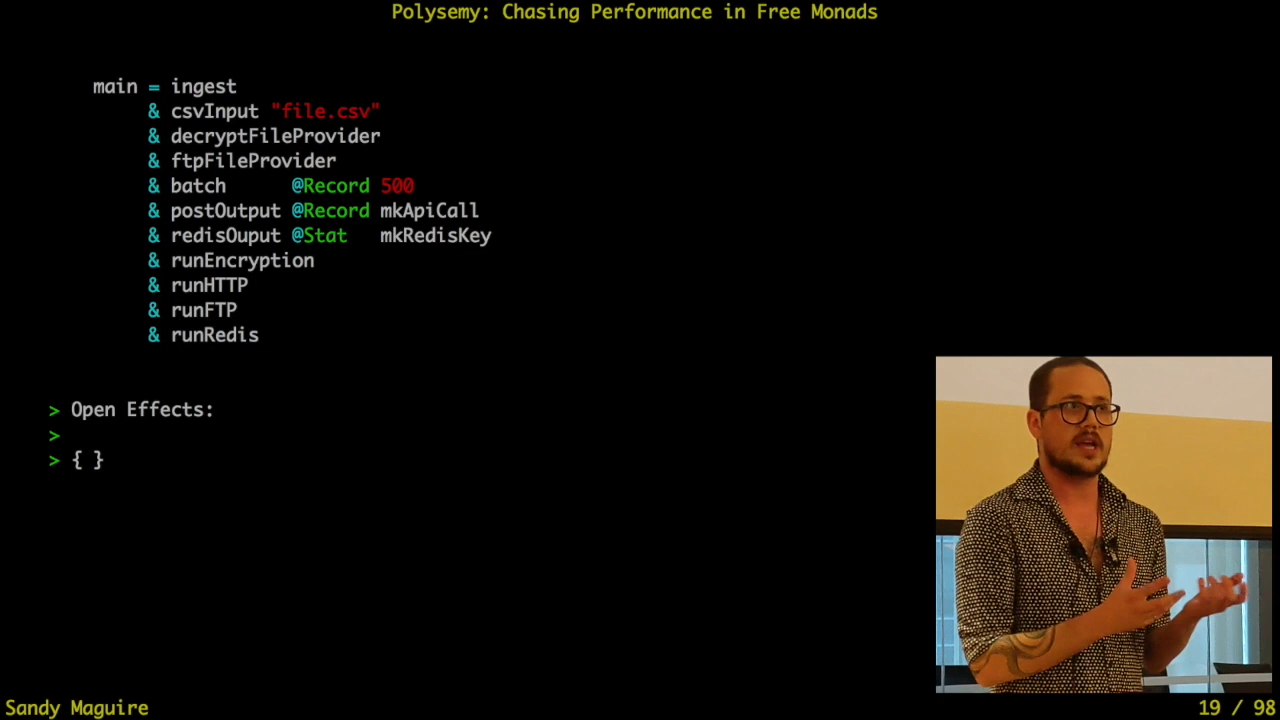 Polysemy: Chasing Performance in Free Monads
main = ingest
& csvInput "file.csv"
& decryptFileProvider
& ftpFileProvider
& batch @Record 500
& postOutput @Record mkApiCall
& redisOuput @Stat mkRedisKey
& runEncryption
& runHTTP
& runFTP
& runRedis
> Open Effects:
>
> { }
Sandy Maguire
19 / 98